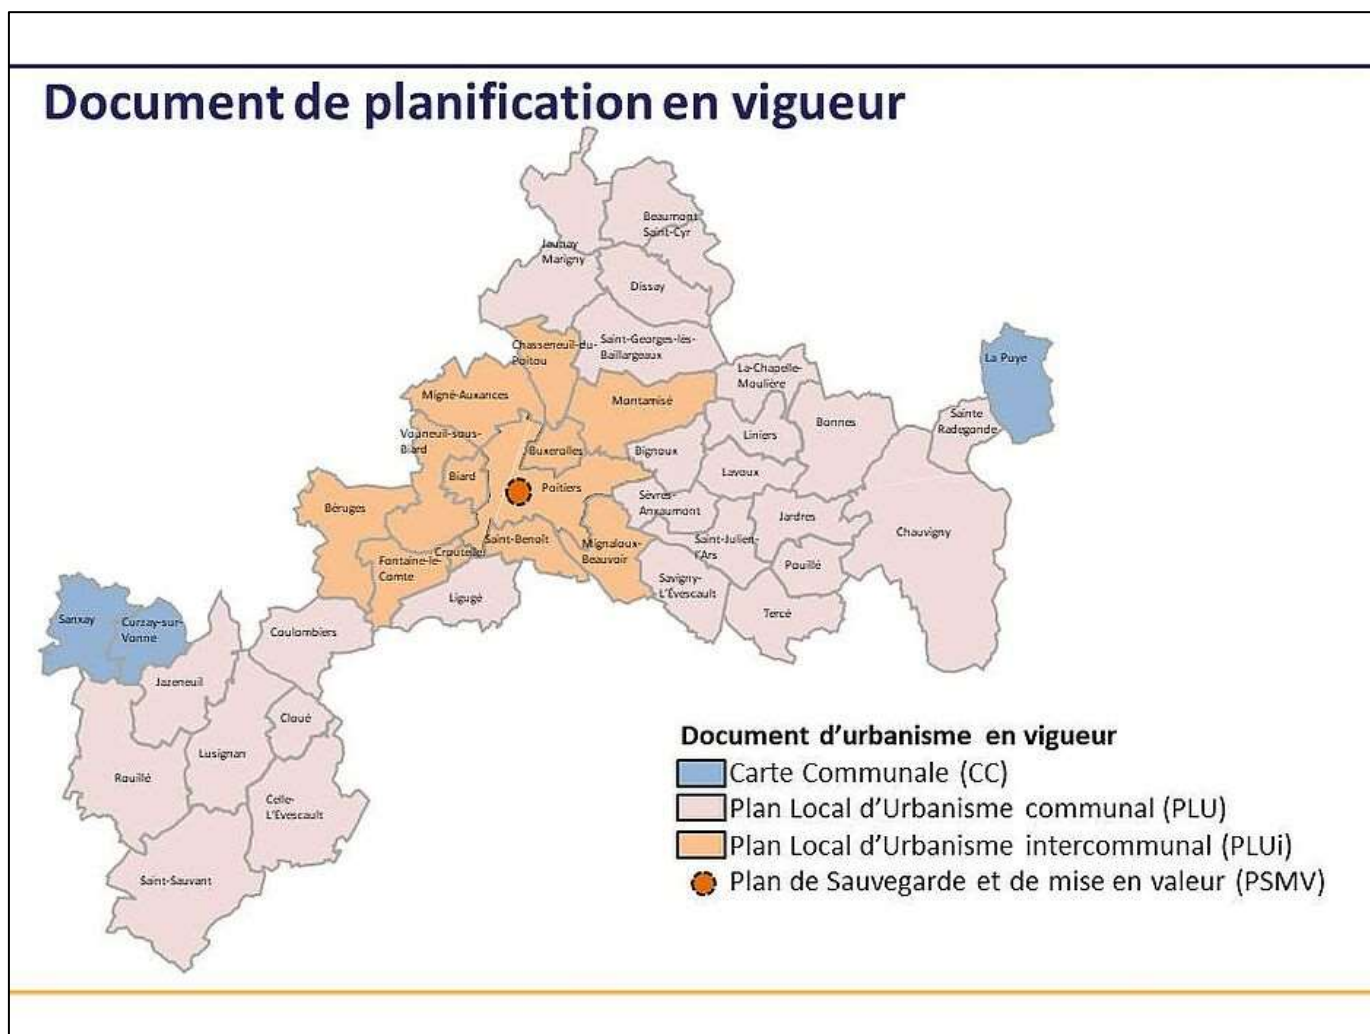 Document de planification en vigueur
Beaumont
Saint-Cyr
Jaunay
Marigny
Dissay
Chasseneuil-du-
Poitou
Saint-Georges-lès-
Baillargeaux
La Puye
La-Chapelle-
Moulière
Migné-Auxances
Montamisé
Sainte
Radegonde
Bonnes
Vouneuil-sous-
Biard
Liniers
Buxerolles
Bignoux
Biard
Lavoux
Poitiers
Sèvres-
Anxaumont
Béruges
Jardres
Chauvigny
Saint-Benoît
Mignaloux-
Beauvoir
Saint-Julien-
l'Ars
Croutelle
Fontaine-le-
Comte
Pouillé
Savigny-
L'Évescault
Ligugé
Tercé
Sanxay
Curzay-sur-
Vonne
Coulombiers
Jazeneuil
Cloué
Lusignan
Rouillé
Celle-
L'Évescault
Saint-Sauvant
Document d'urbanisme en vigueur
Carte Communale (CC)
Plan Local d'Urbanisme communal (PLU)
Plan Local d'Urbanisme intercommunal (PLUi)
Plan de Sauvegarde et de mise en valeur (PSMV)